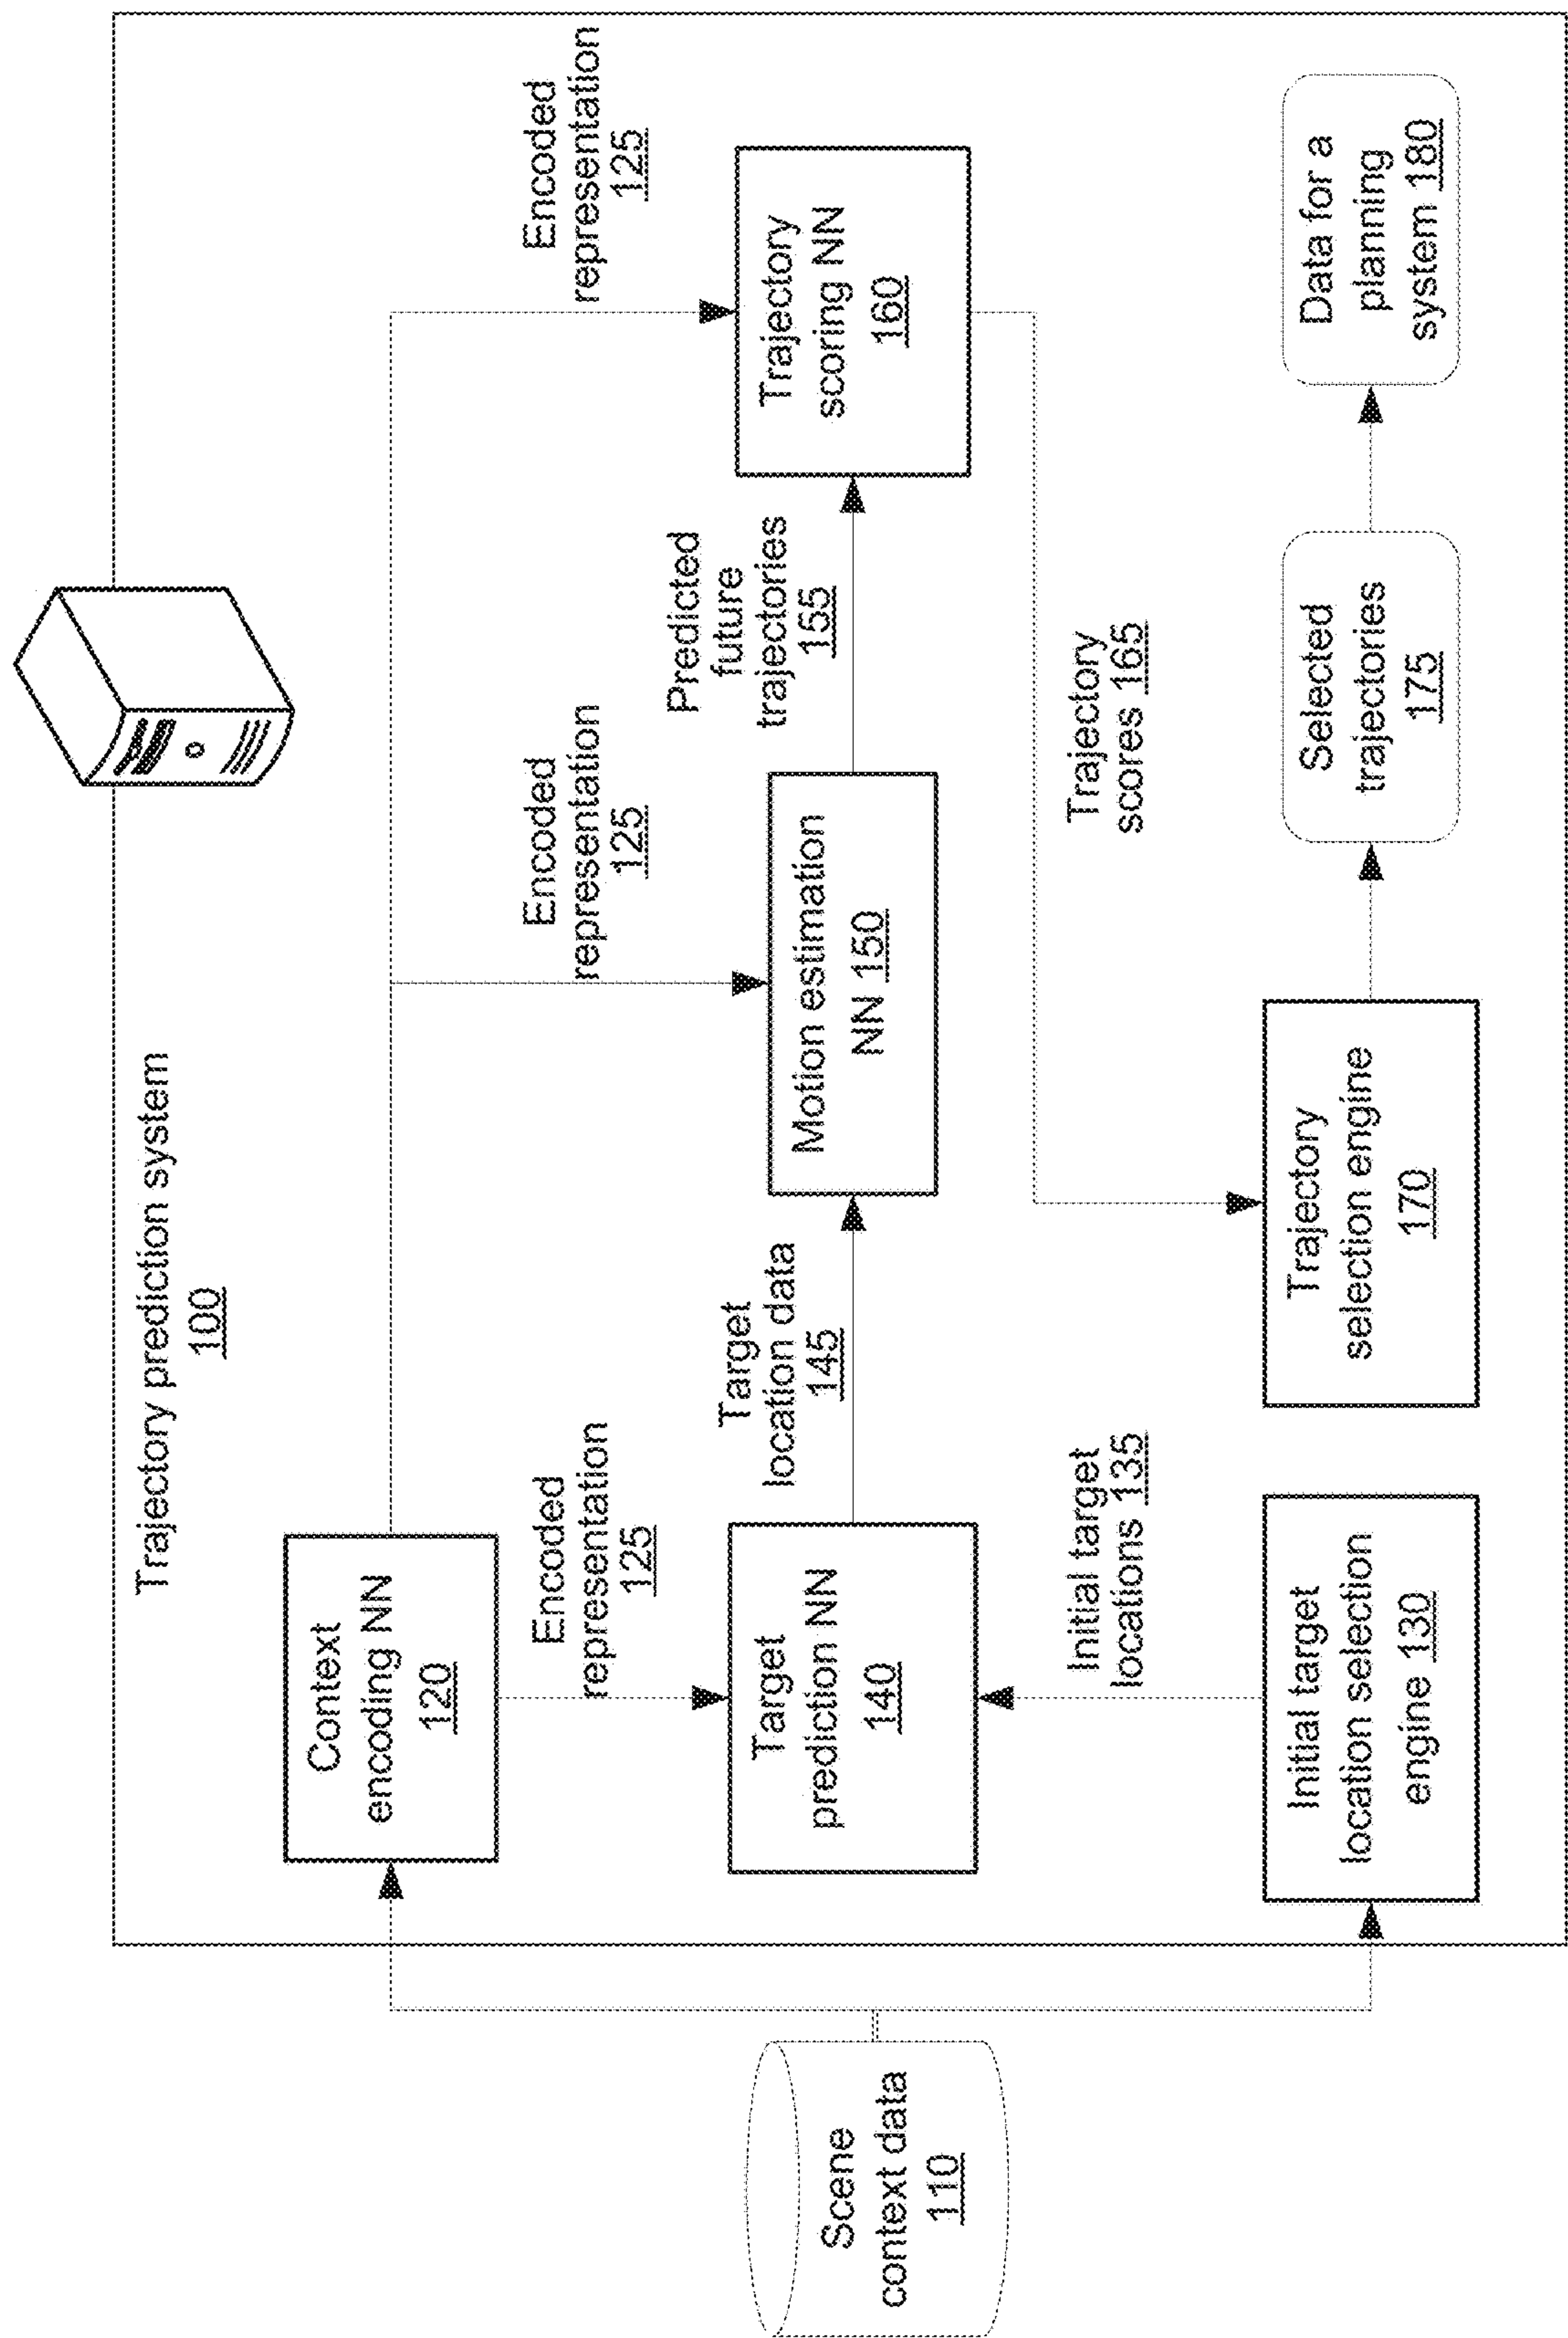 Trajectory prediction system
100
Scene
context data
110
Context
encoding NN
120
Encoded
representation
125
Encoded
representation
125
Encoded
representation
125
Target
prediction NN
140
Target
location data
145
Motion estimation
NN 150
Predicted
future
trajectories
155
Trajectory
scoring NN
160
Initial target
locations 135
Trajectory
scores 165
Initial target
location selection
engine 130
Trajectory
selection engine
170
Selected
trajectories
175
Data for a
planning
system 180